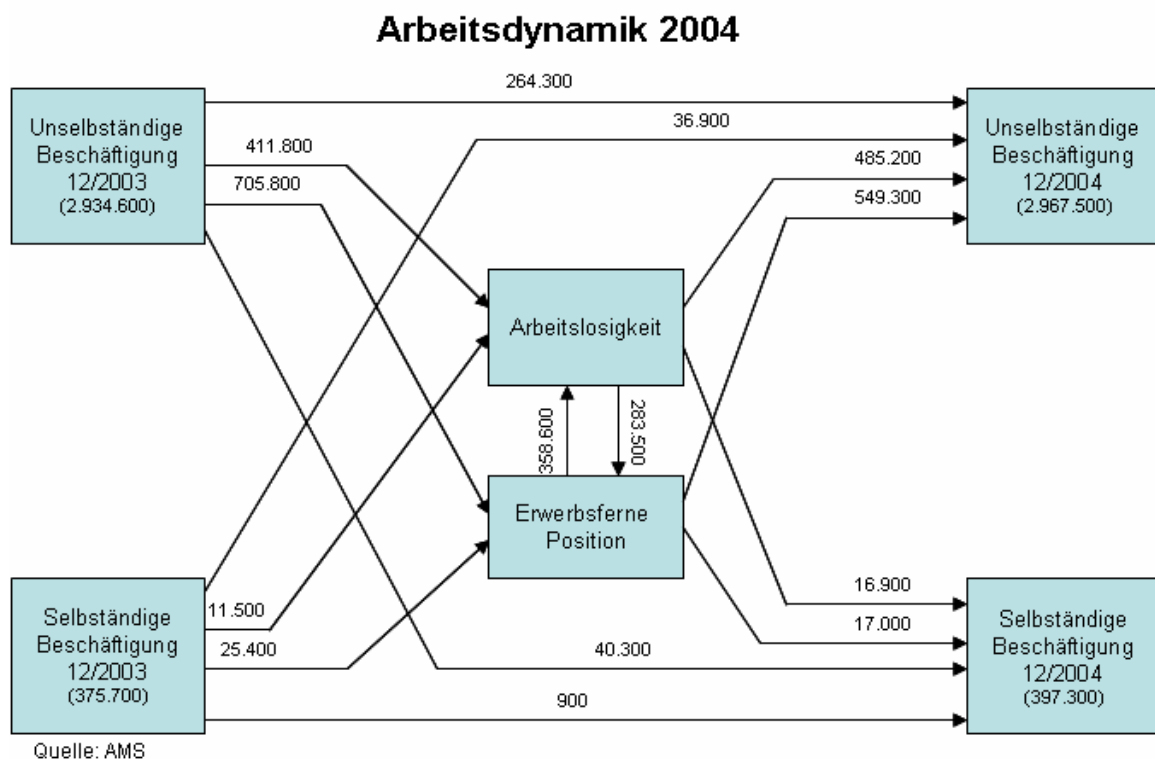 Arbeitsdynamik 2004
264.300
Unselbständige
Beschäftigung
12/2003
(2.934.600)
36.900
Unselbständige
Beschäftigung
12/2004
(2.967.500)
411.800
485.200
705.800
549.300
Arbeitslosigkeit
358.600
283.500
Erwerbsferne
Position
Selbständige
Beschäftigung
12/2003
(375.700)
11.500
16.900
17.000
25.400
40.300
Selbständige
Beschäftigung
12/2004
(397.300)
900
Quelle: AMS